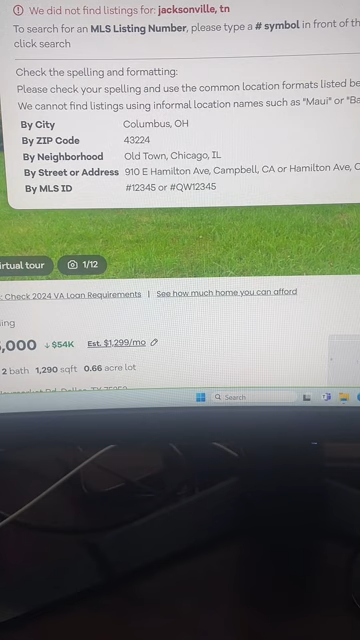 We did not find listings for: jacksonville, tn
To search for an MLS Listing Number, please type a # symbol in front of th
click search
Check the spelling and formatting:
Please check your spelling and use the common location formats listed be
We cannot find listings using informal location names such as "Maui" or "Ba
By City Columbus, OH
By ZIP Code 43224
By Neighborhood Old Town, Chicago, IL
By Street or Address 910 E Hamilton Ave, Campbell, CA or Hamilton Ave, C
By MLS ID #12345 or #QW12345
irtual tour 1/12
: Check 2024 VA Loan Requirements | See how much home you can afford
ing
,000 ↓$54K Est. $1,299/mo
2 bath 1,290 sqft 0.66 acre lot
Search